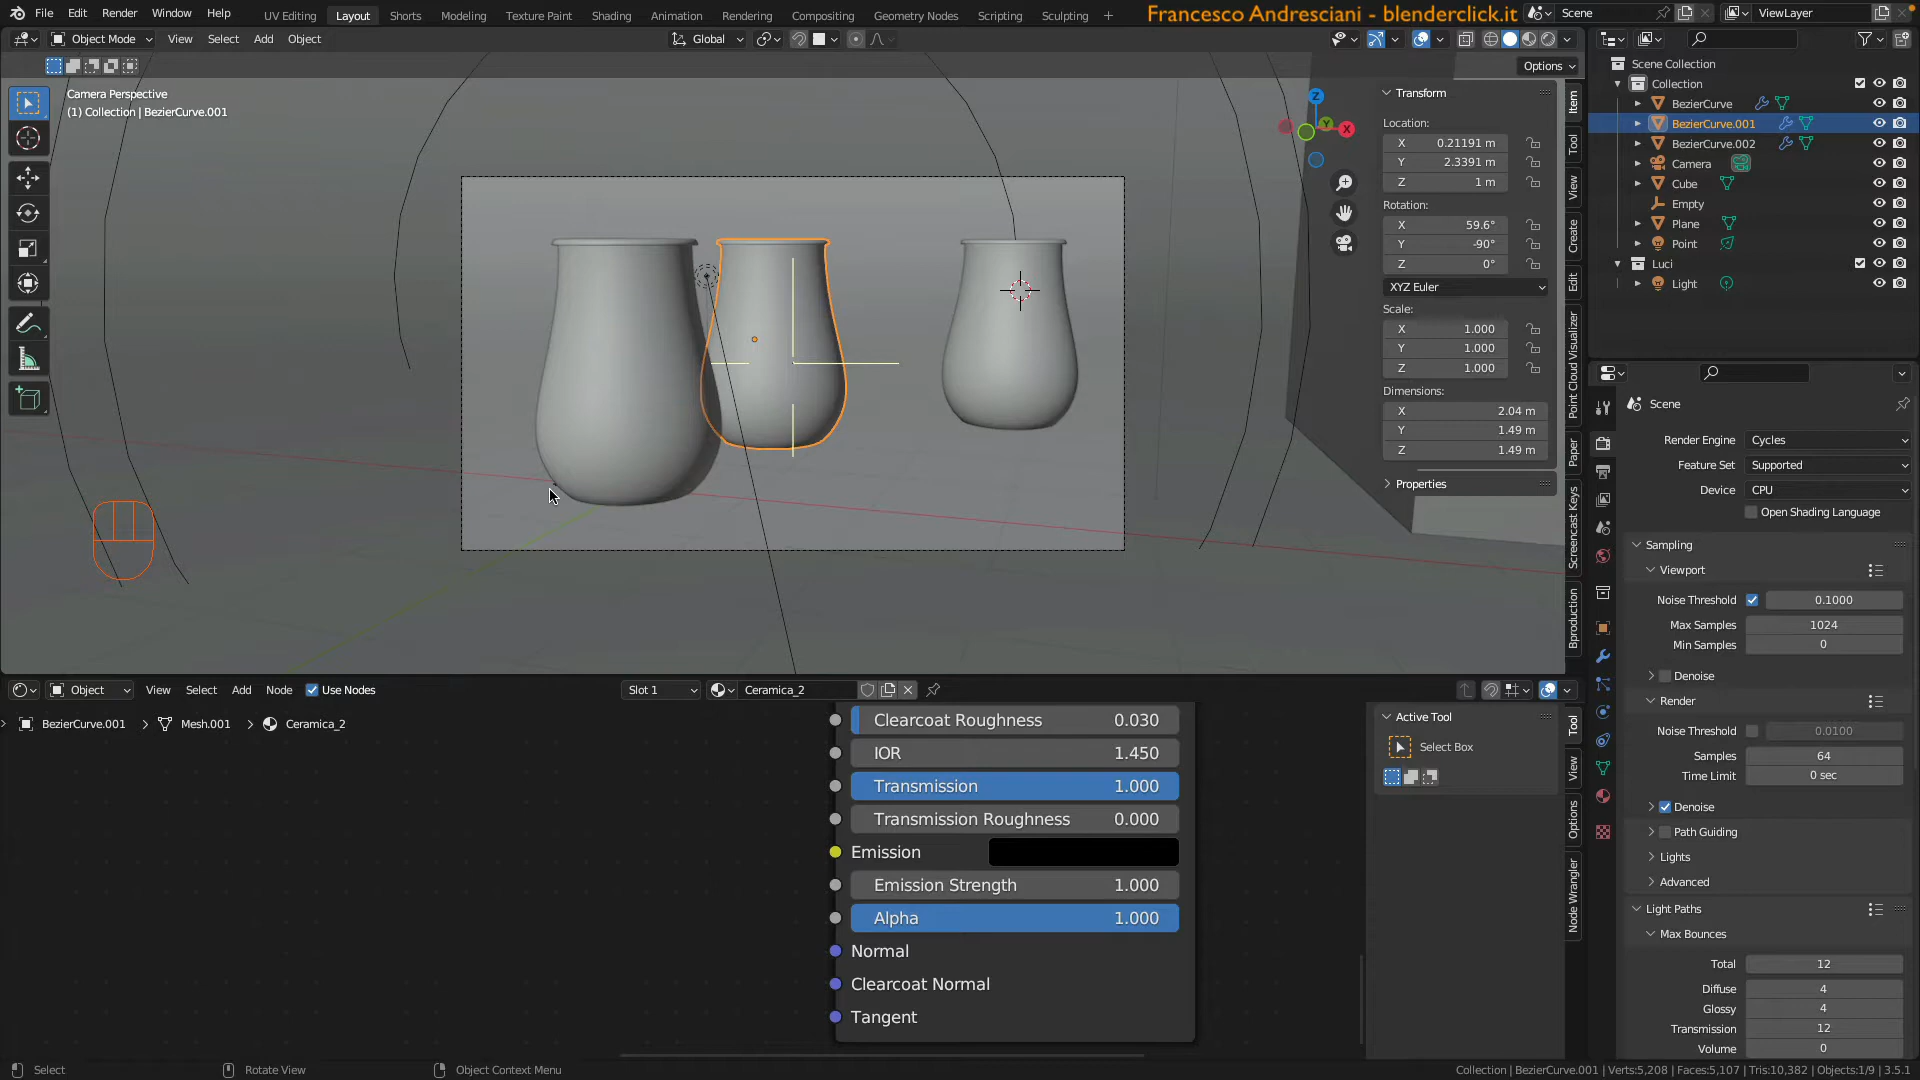 File Edit Render Window Help UV Editing Layout Shorts Modeling Texture Paint Shading Animation Rendering Compositing Geometry Nodes Scripting Sculpting + Francesco Andresciani - blenderclick.it Scene ViewLayer
Object Mode View Select Add Object Global
Options
Camera Perspective
(1) Collection | BezierCurve.001
Z
Y
X
Transform
Location:
X 0.21191 m
Y 2.3391 m
Z 1 m
Rotation:
X 59.6°
Y -90°
Z 0°
XYZ Euler
Scale:
X 1.000
Y 1.000
Z 1.000
Dimensions:
X 2.04 m
Y 1.49 m
Z 1.49 m
Properties
Item
Tool
View
Create
Edit
Point Cloud Visualizer
Paper
Screencast Keys
Bproduction
Scene Collection
Collection
BezierCurve
BezierCurve.001
BezierCurve.002
Camera
Cube
Empty
Plane
Point
Luci
Light
Scene
Render Engine Cycles
Feature Set Supported
Device CPU
Open Shading Language
Sampling
Viewport
Noise Threshold 0.1000
Max Samples 1024
Min Samples 0
Denoise
Render
Noise Threshold 0.0100
Samples 64
Time Limit 0 sec
Denoise
Path Guiding
Lights
Advanced
Light Paths
Max Bounces
Total 12
Diffuse 4
Glossy 4
Transmission 12
Volume 0
Object View Select Add Node Use Nodes Slot 1 Ceramica_2
BezierCurve.001 Mesh.001 Ceramica_2
Clearcoat Roughness 0.030
IOR 1.450
Transmission 1.000
Transmission Roughness 0.000
Emission
Emission Strength 1.000
Alpha 1.000
Normal
Clearcoat Normal
Tangent
Active Tool
Select Box
Tool
View
Options
Node Wrangler
Select Rotate View Object Context Menu Collection | BezierCurve.001 | Verts:5,208 | Faces:5,107 | Tris:10,382 | Objects:1/9 | 3.5.1